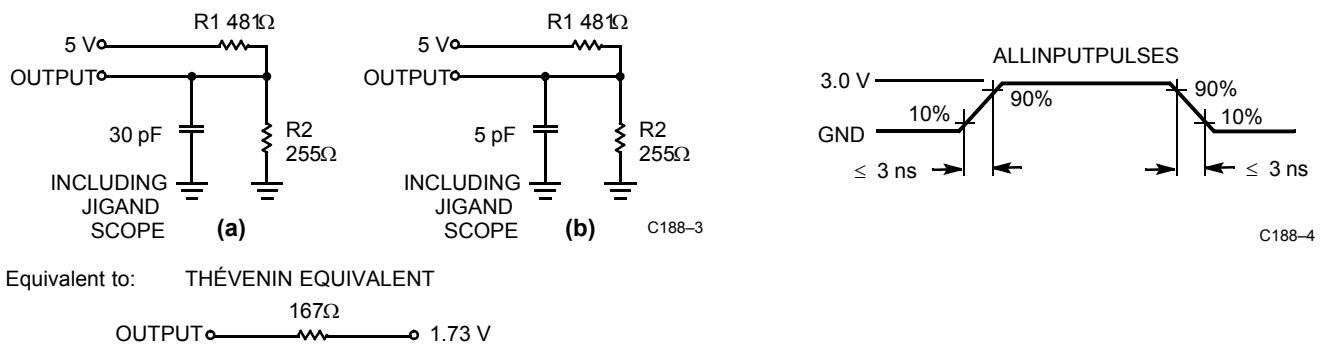 R1 481Ω
5 V
OUTPUT
30 pF
R2
255Ω
INCLUDING
JIGAND
SCOPE
(a)
R1 481Ω
5 V
OUTPUT
5 pF
R2
255Ω
INCLUDING
JIGAND
SCOPE
(b)
C188–3
ALLINPUTPULSES
3.0 V
90%
90%
10%
10%
GND
≤ 3 ns
≤ 3 ns
C188–4
Equivalent to: THÉVENIN EQUIVALENT
167Ω
OUTPUT 1.73 V